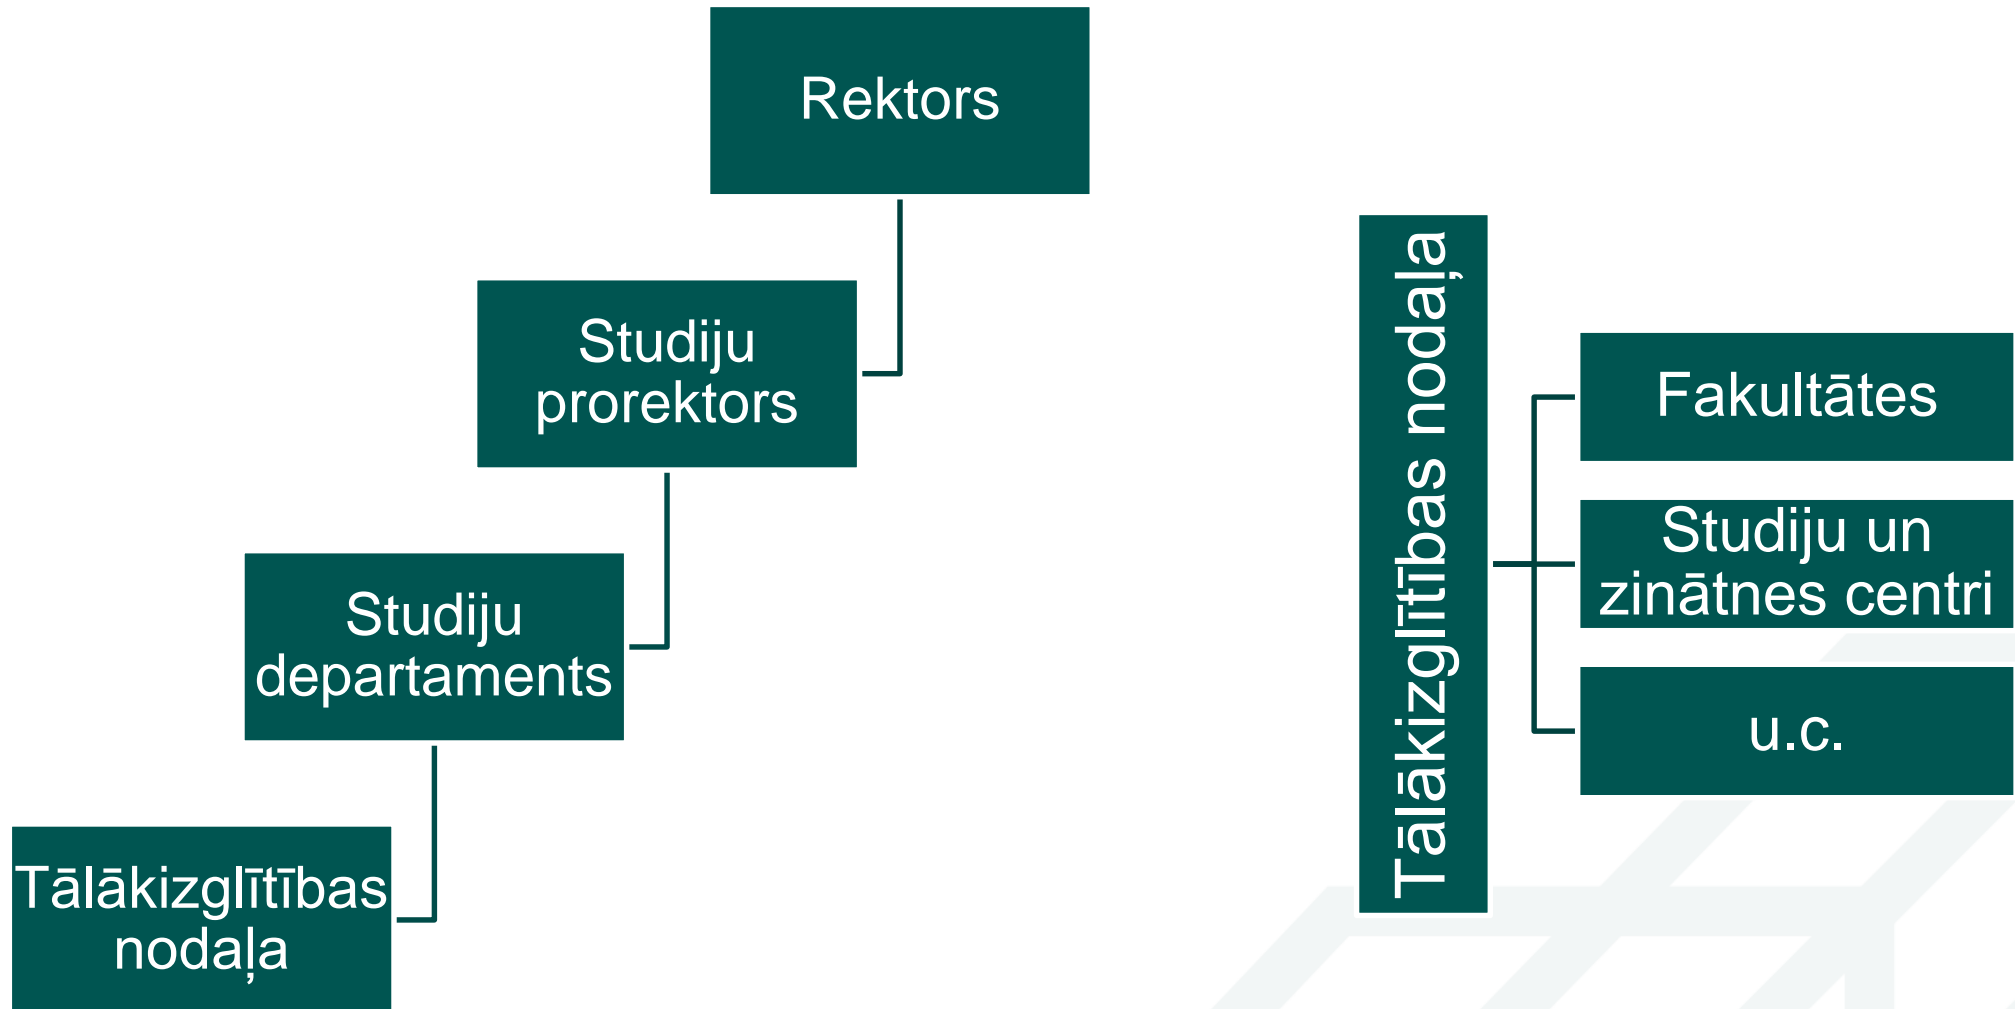 Rektors
Studiju
prorektors
Studiju
departaments
Tālākizglītības
nodaļa
Tālākizglītības nodaļa
Fakultātes
Studiju un
zinātnes centri
u.c.